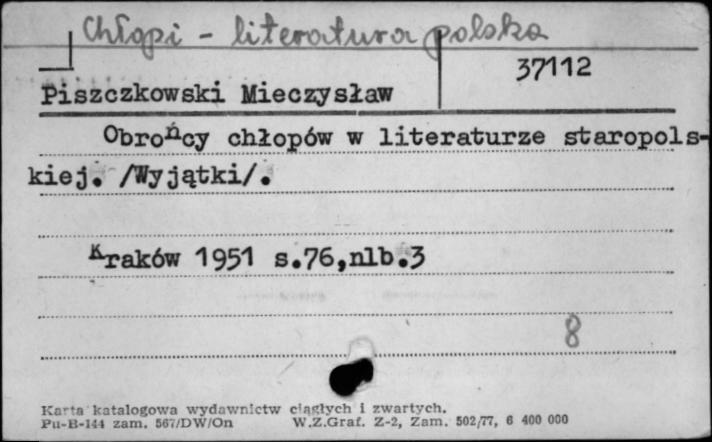 Chłopi - literatura polska
37112
Piszczkowski Mieczysław
Obrońcy chłopów w literaturze staropols-
kiej. /Wyjątki/.
Kraków 1951 s.76,nlb.3
8
Karta katalogowa wydawnictw ciągłych i zwartych.
Pu-B-144 zam. 567/DW/On W.Z.Graf. Z-2, Zam. 502/77, 6 400 000